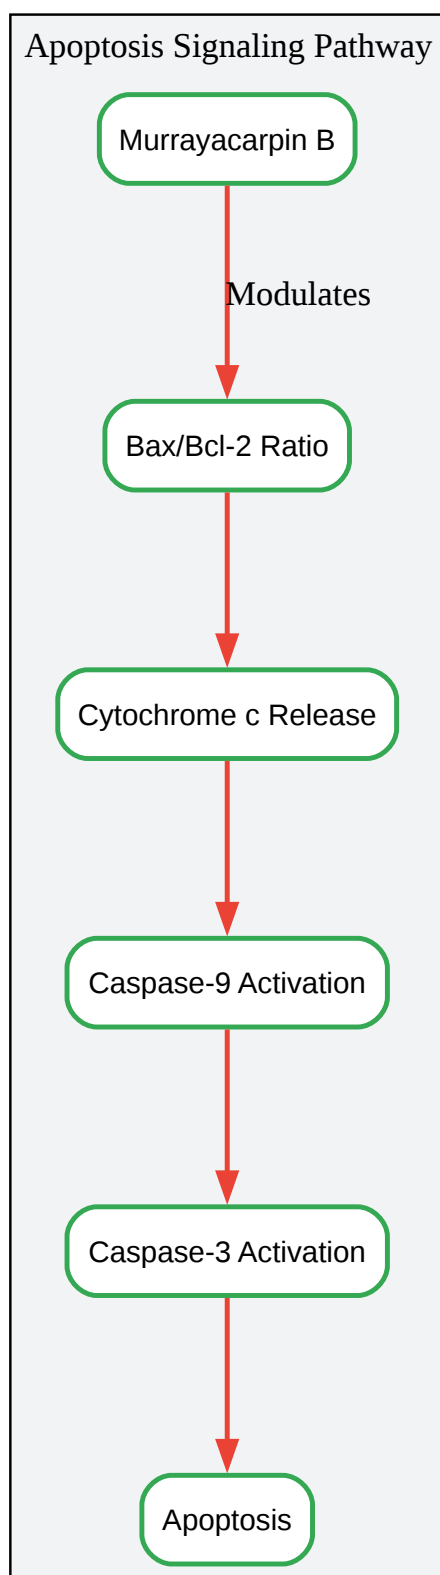 Apoptosis Signaling Pathway
Murrayacarpin B
Modulates
Bax/Bcl-2 Ratio
Cytochrome c Release
Caspase-9 Activation
Caspase-3 Activation
Apoptosis